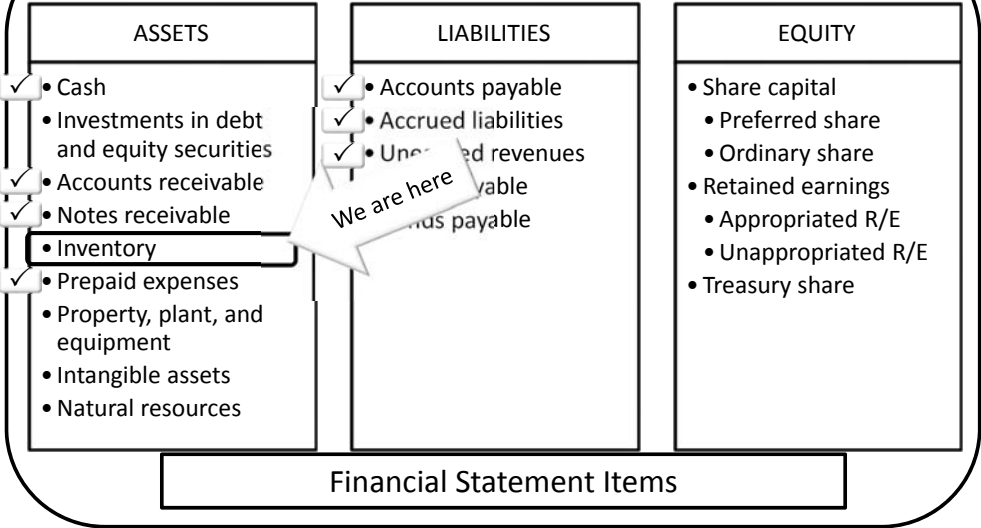 ASSETS
• Cash
• Investments in debt
and equity securities
• Accounts receivable
• Notes receivable
• Inventory
• Prepaid expenses
• Property, plant, and
equipment
• Intangible assets
• Natural resources
LIABILITIES
• Accounts payable
• Accrued liabilities
• revenues
payable
We are here
EQUITY
• Share capital
• Preferred share
• Ordinary share
• Retained earnings
• Appropriated R/E
• Unappropriated R/E
• Treasury share
Financial Statement Items